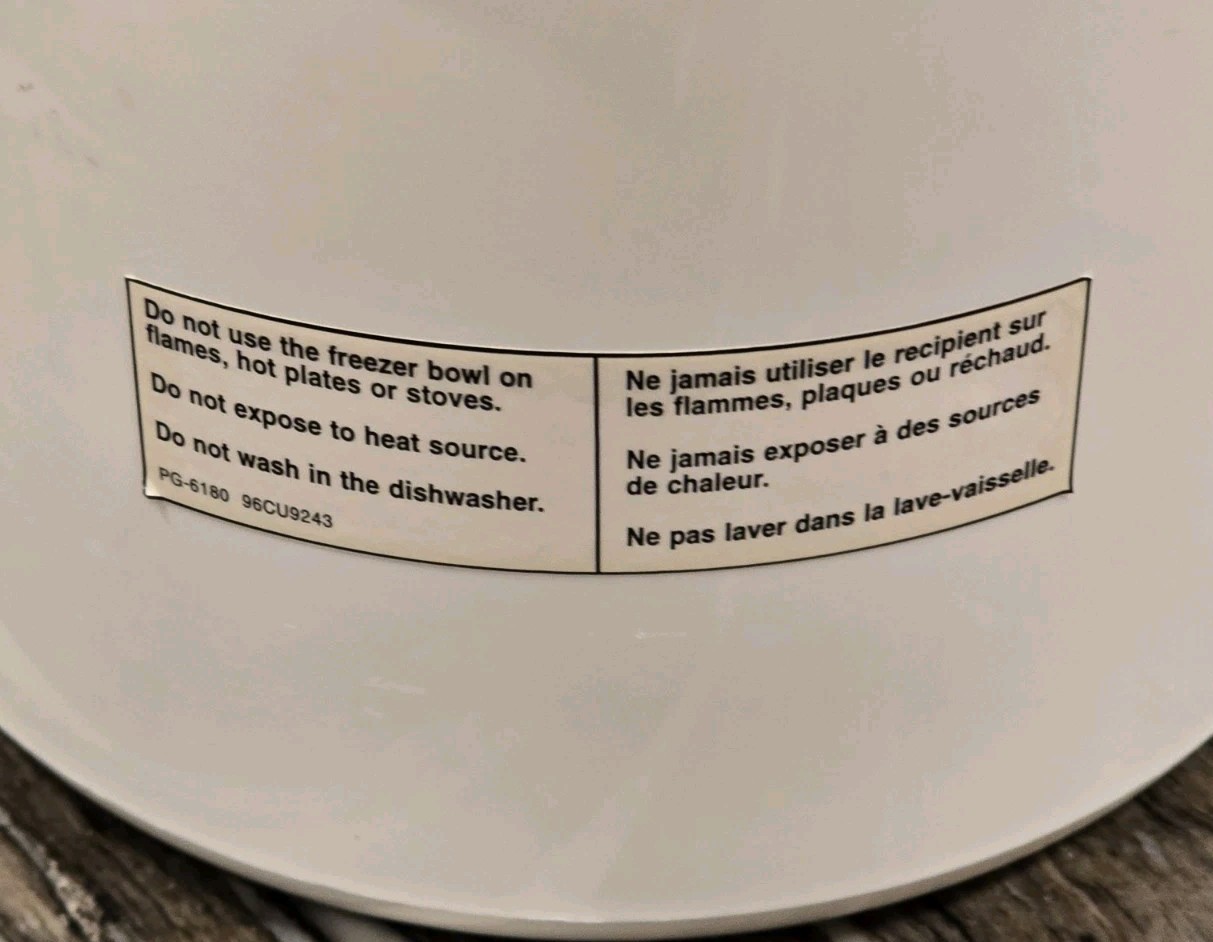 Do not use the freezer bowl on
flames, hot plates or stoves.
Do not expose to heat source.
Do not wash in the dishwasher.
PG-6180 96CU9243
Ne jamais utiliser le recipient sur
les flammes, plaques ou réchaud.
Ne jamais exposer à des sources
de chaleur.
Ne pas laver dans la lave-vaisselle.